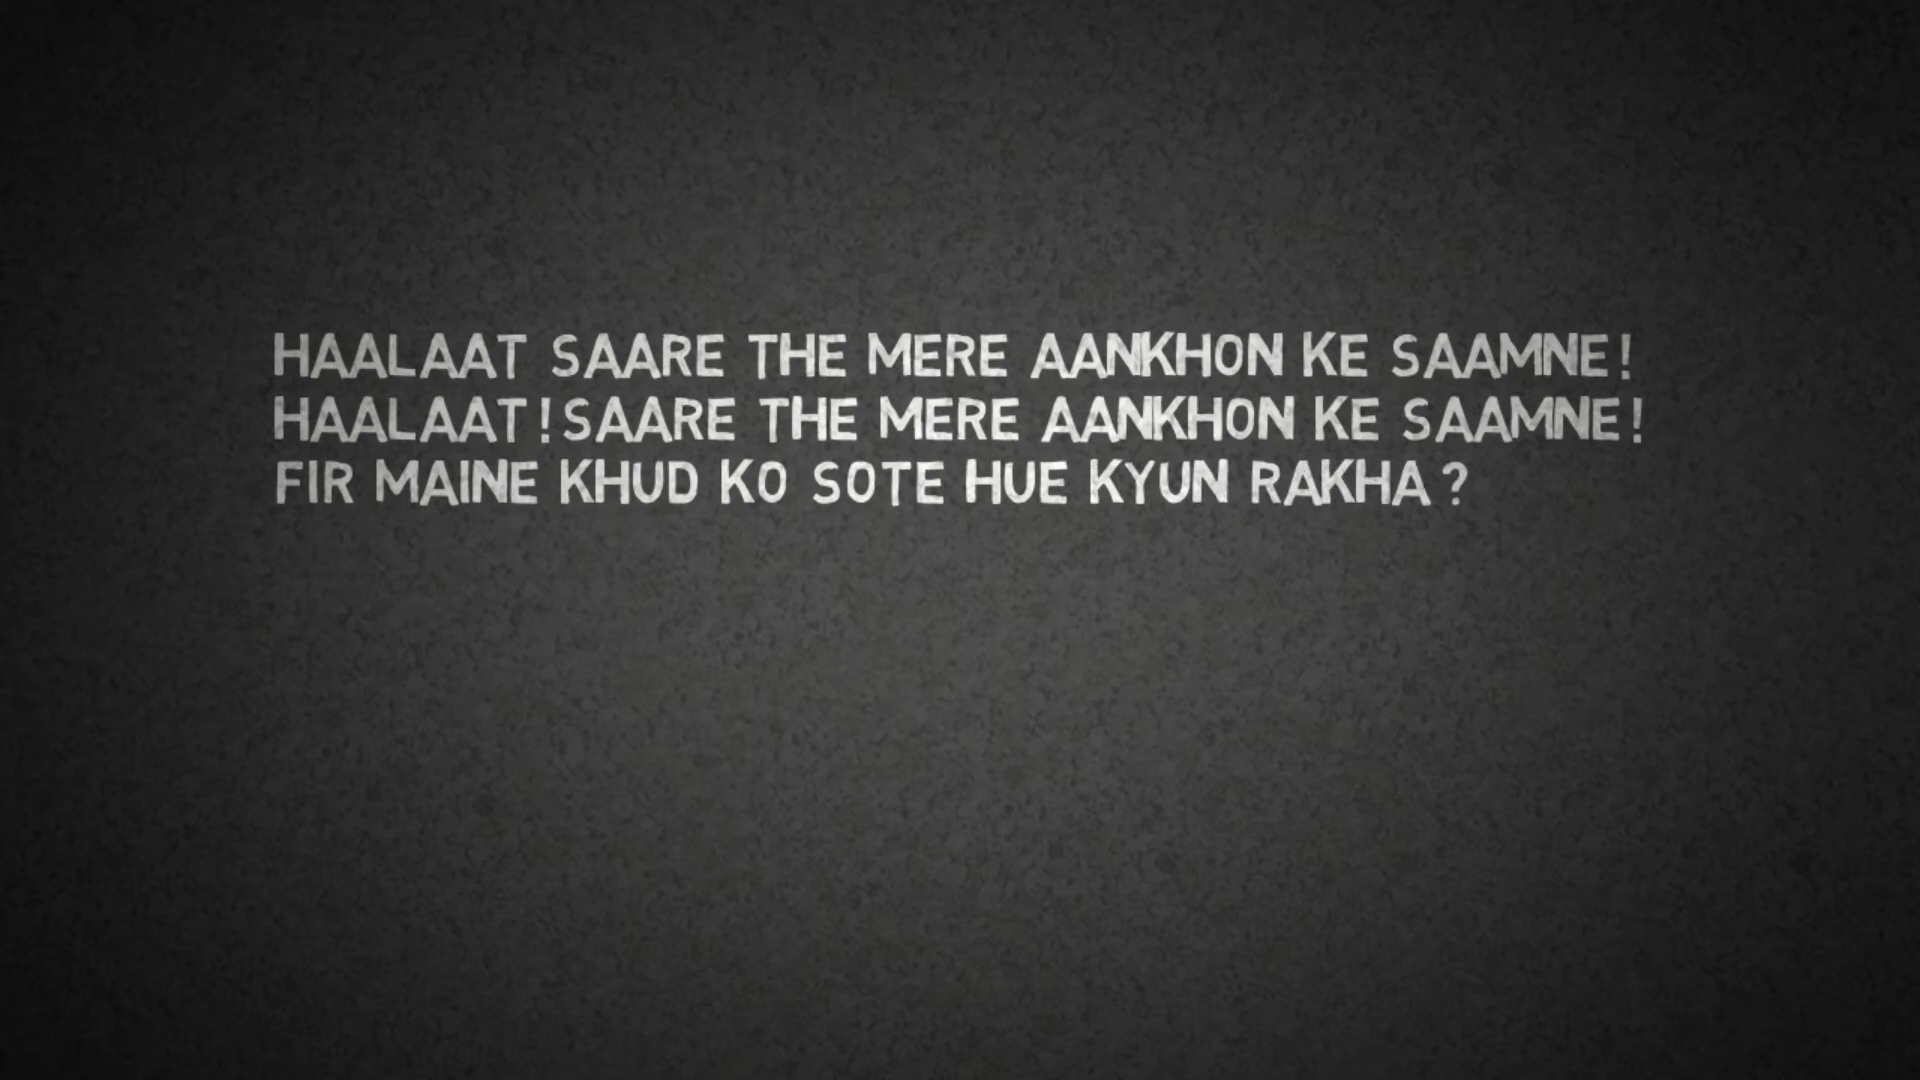 HAALAAT SAARE THE MERE AANKHON KE SAAMNE!
HAALAAT! SAARE THE MERE AANKHON KE SAAMNE!
FIR MAINE KHUD KO SOTE HUE KYUN RAKHA?